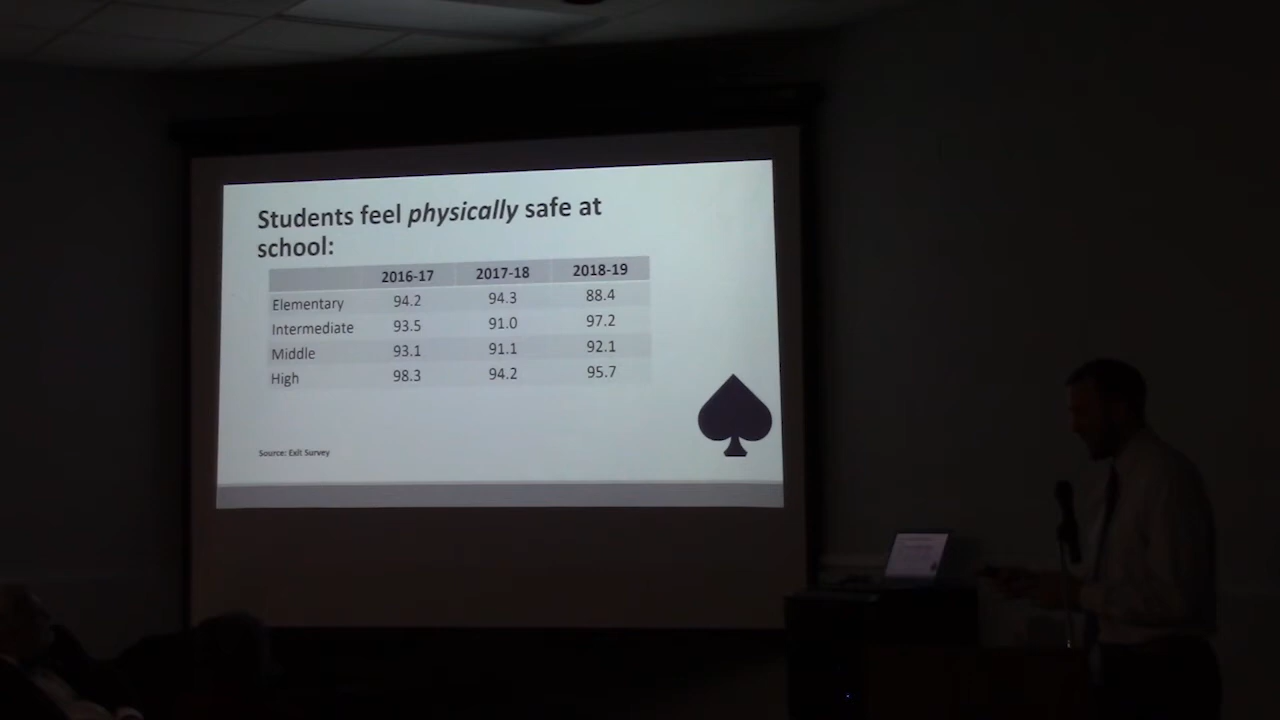 Students feel physically safe at
school:
2016-17 2017-18 2018-19
Elementary 94.2 94.3 88.4
Intermediate 93.5 91.0 97.2
Middle 93.1 91.1 92.1
High 98.3 94.2 95.7
Source: Exit Survey